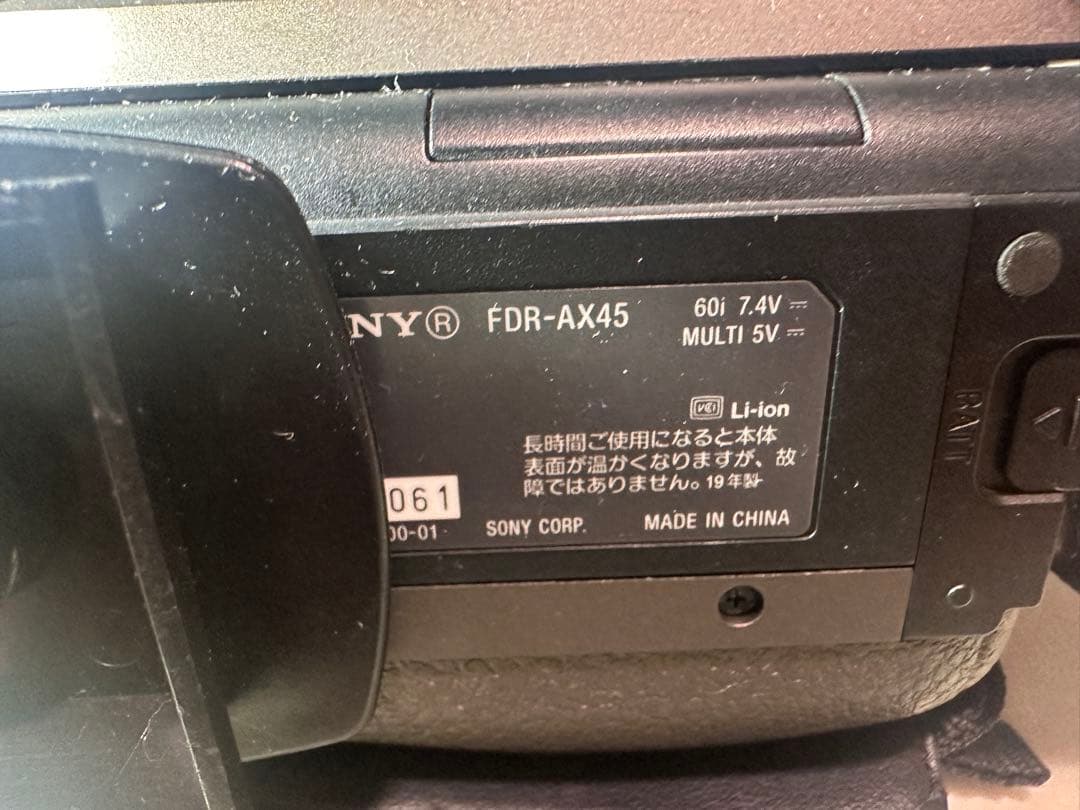 NY® FDR-AX45
60i 7.4V ⎓
MULTI 5V ⎓
VCCI Li-ion
長時間ご使用になると本体
表面が温かくなりますが、故
障ではありません。19年製
061
00-01 SONY CORP. MADE IN CHINA
BATT